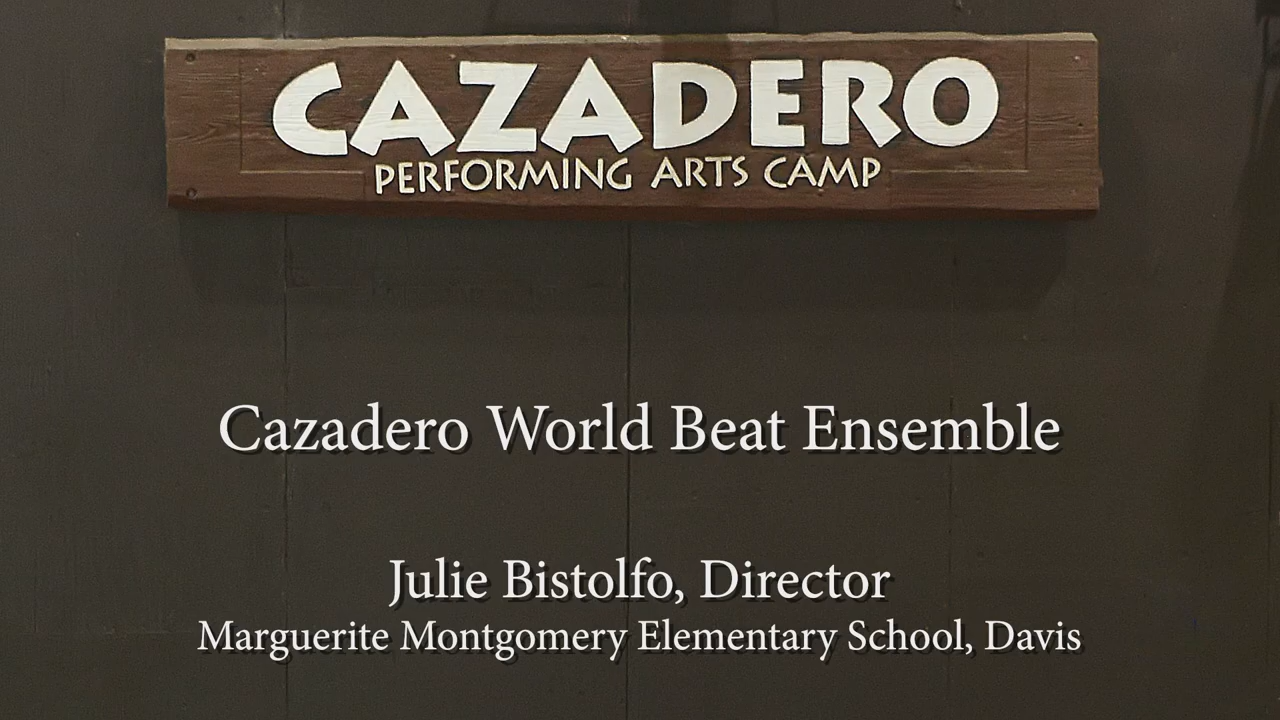 CAZADERO
PERFORMING ARTS CAMP
Cazadero World Beat Ensemble
Julie Bistolfo, Director
Marguerite Montgomery Elementary School, Davis